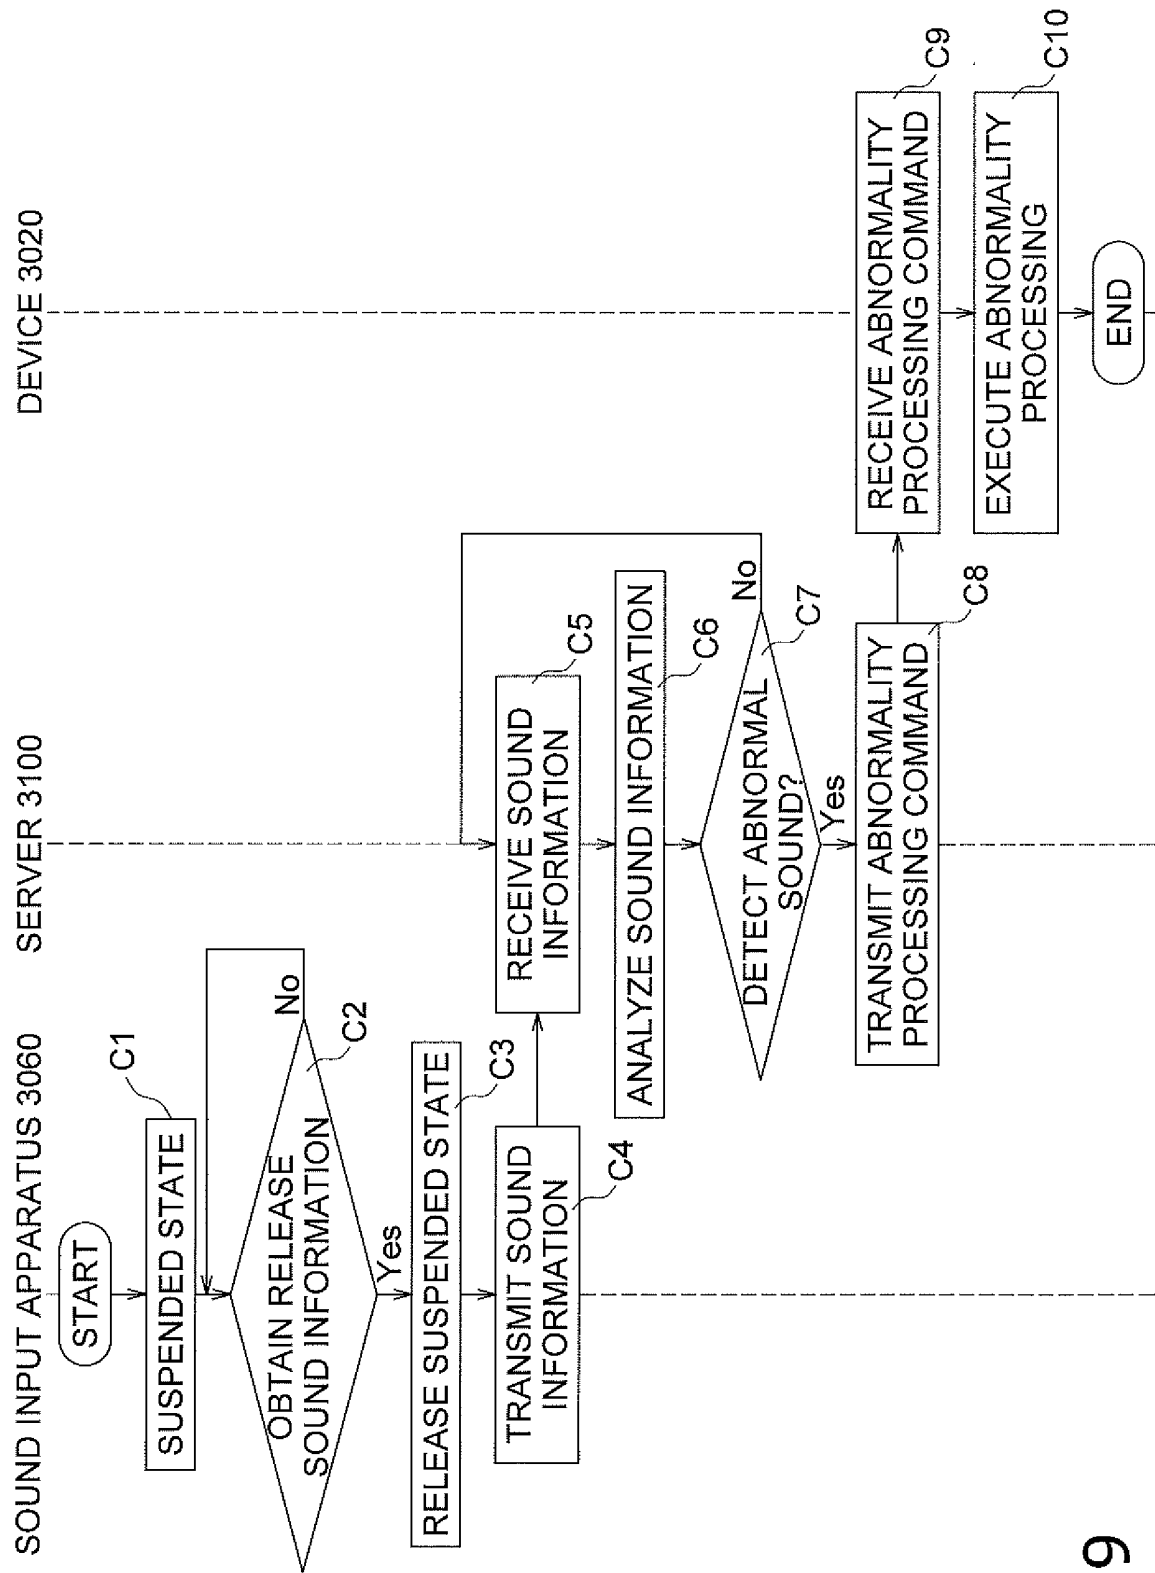 SOUND INPUT APPARATUS 3060
SERVER 3100
DEVICE 3020
START
C1
SUSPENDED STATE
C2
OBTAIN RELEASE
SOUND INFORMATION
No
Yes
C3
RELEASE SUSPENDED STATE
TRANSMIT SOUND
INFORMATION
C4
RECEIVE SOUND
INFORMATION
C5
ANALYZE SOUND INFORMATION
C6
DETECT ABNORMAL
SOUND?
C7
No
Yes
TRANSMIT ABNORMALITY
PROCESSING COMMAND
C8
RECEIVE ABNORMALITY
PROCESSING COMMAND
C9
EXECUTE ABNORMALITY
PROCESSING
C10
END
9